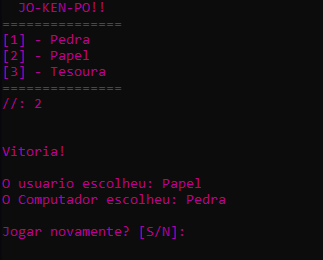 JO-KEN-PO!!
===============
[1] - Pedra
[2] - Papel
[3] - Tesoura
===============
//: 2
Vitoria!
O usuario escolheu: Papel
O Computador escolheu: Pedra
Jogar novamente? [S/N]: